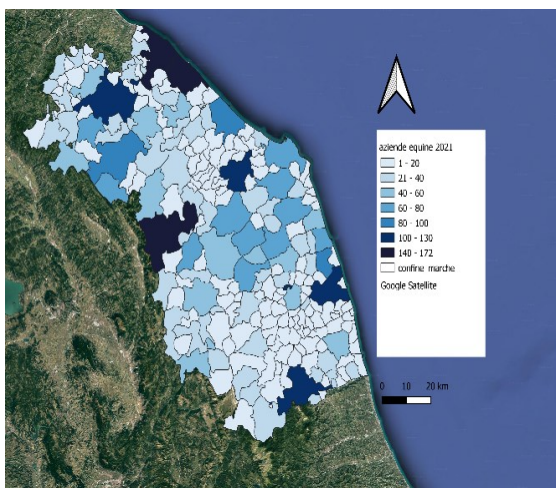 aziende equine 2021
1 - 20
21 - 40
40 - 60
60 - 80
80 - 100
100 - 130
140 - 172
confine marche
Google Satellite
0 10 20 km